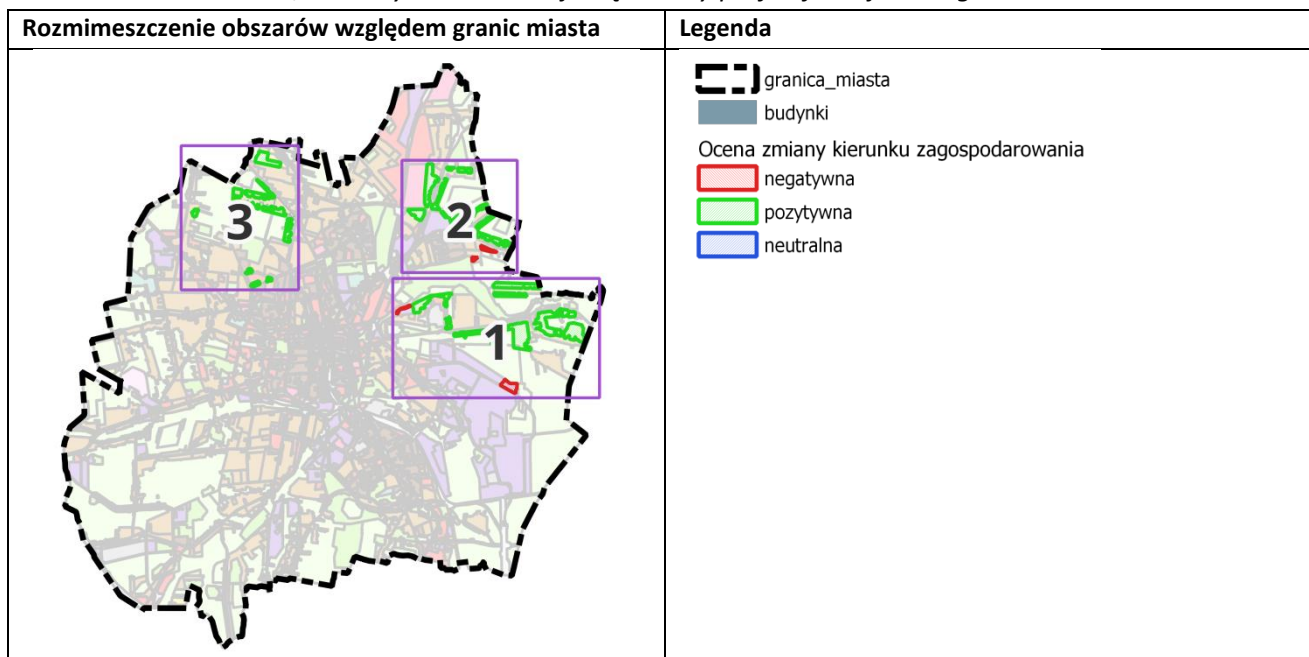 Rozmimeszczenie obszarów względem granic miasta
Legenda
granica_miasta
budynki
Ocena zmiany kierunku zagospodarowania
negatywna
pozytywna
neutralna
3
2
1